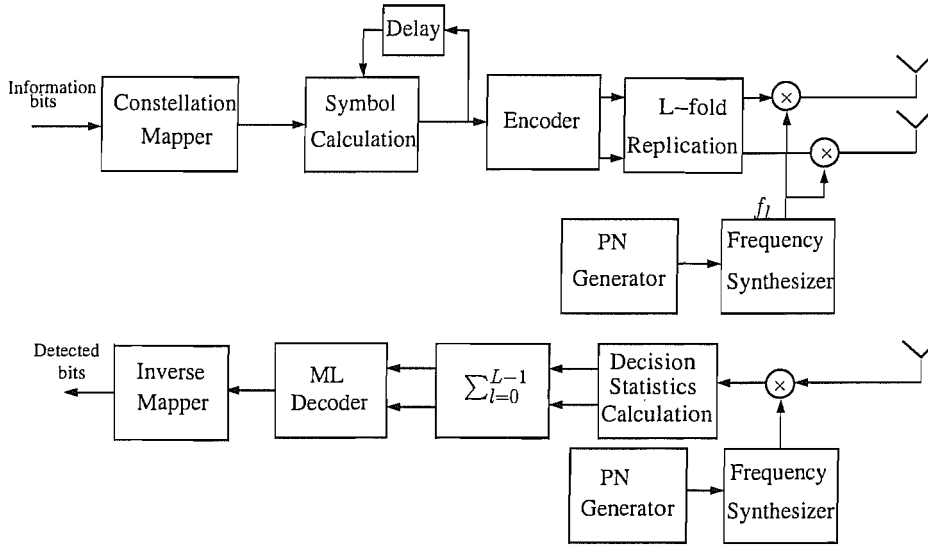 Delay
Information
bits
Constellation
Mapper
Symbol
Calculation
Encoder
L-fold
Replication
×
×
f_l
PN
Generator
Frequency
Synthesizer
Detected
bits
Inverse
Mapper
ML
Decoder
∑_{l=0}^{L-1}
Decision
Statistics
Calculation
×
PN
Generator
Frequency
Synthesizer